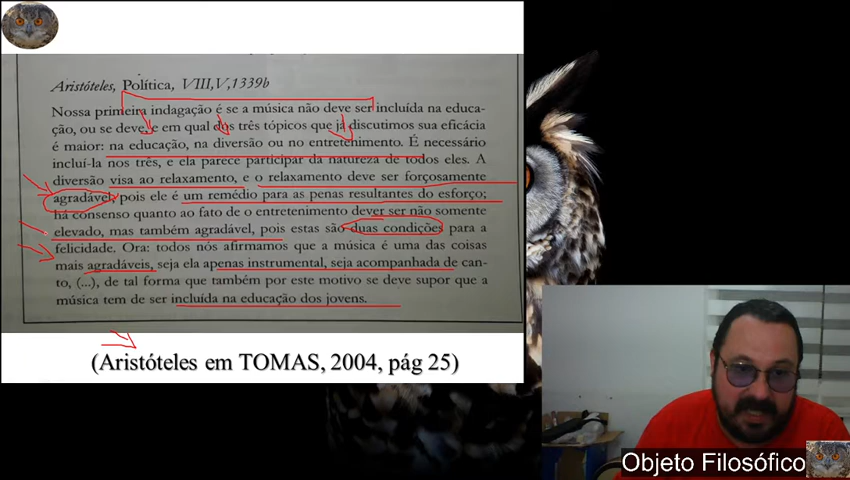 Aristóteles, Política, VIII,V,1339b
Nossa primeira indagação é se a música não deve ser incluída na educa-
ção, ou se deve, e em qual dos três tópicos que já discutimos sua eficácia
é maior: na educação, na diversão ou no entretenimento. É necessário
incluí-la nos três, e ela parece participar da natureza de todos eles. A
diversão visa ao relaxamento, e o relaxamento deve ser forçosamente
agradável, pois ele é um remédio para as penas resultantes do esforço;
há consenso quanto ao fato de o entretenimento dever ser não somente
elevado, mas também agradável, pois estas são duas condições para a
felicidade. Ora: todos nós afirmamos que a música é uma das coisas
mais agradáveis, seja ela apenas instrumental, seja acompanhada de can-
to, (...), de tal forma que também por este motivo se deve supor que a
música tem de ser incluída na educação dos jovens.
(Aristóteles em TOMAS, 2004, pág 25)
Objeto Filosófico